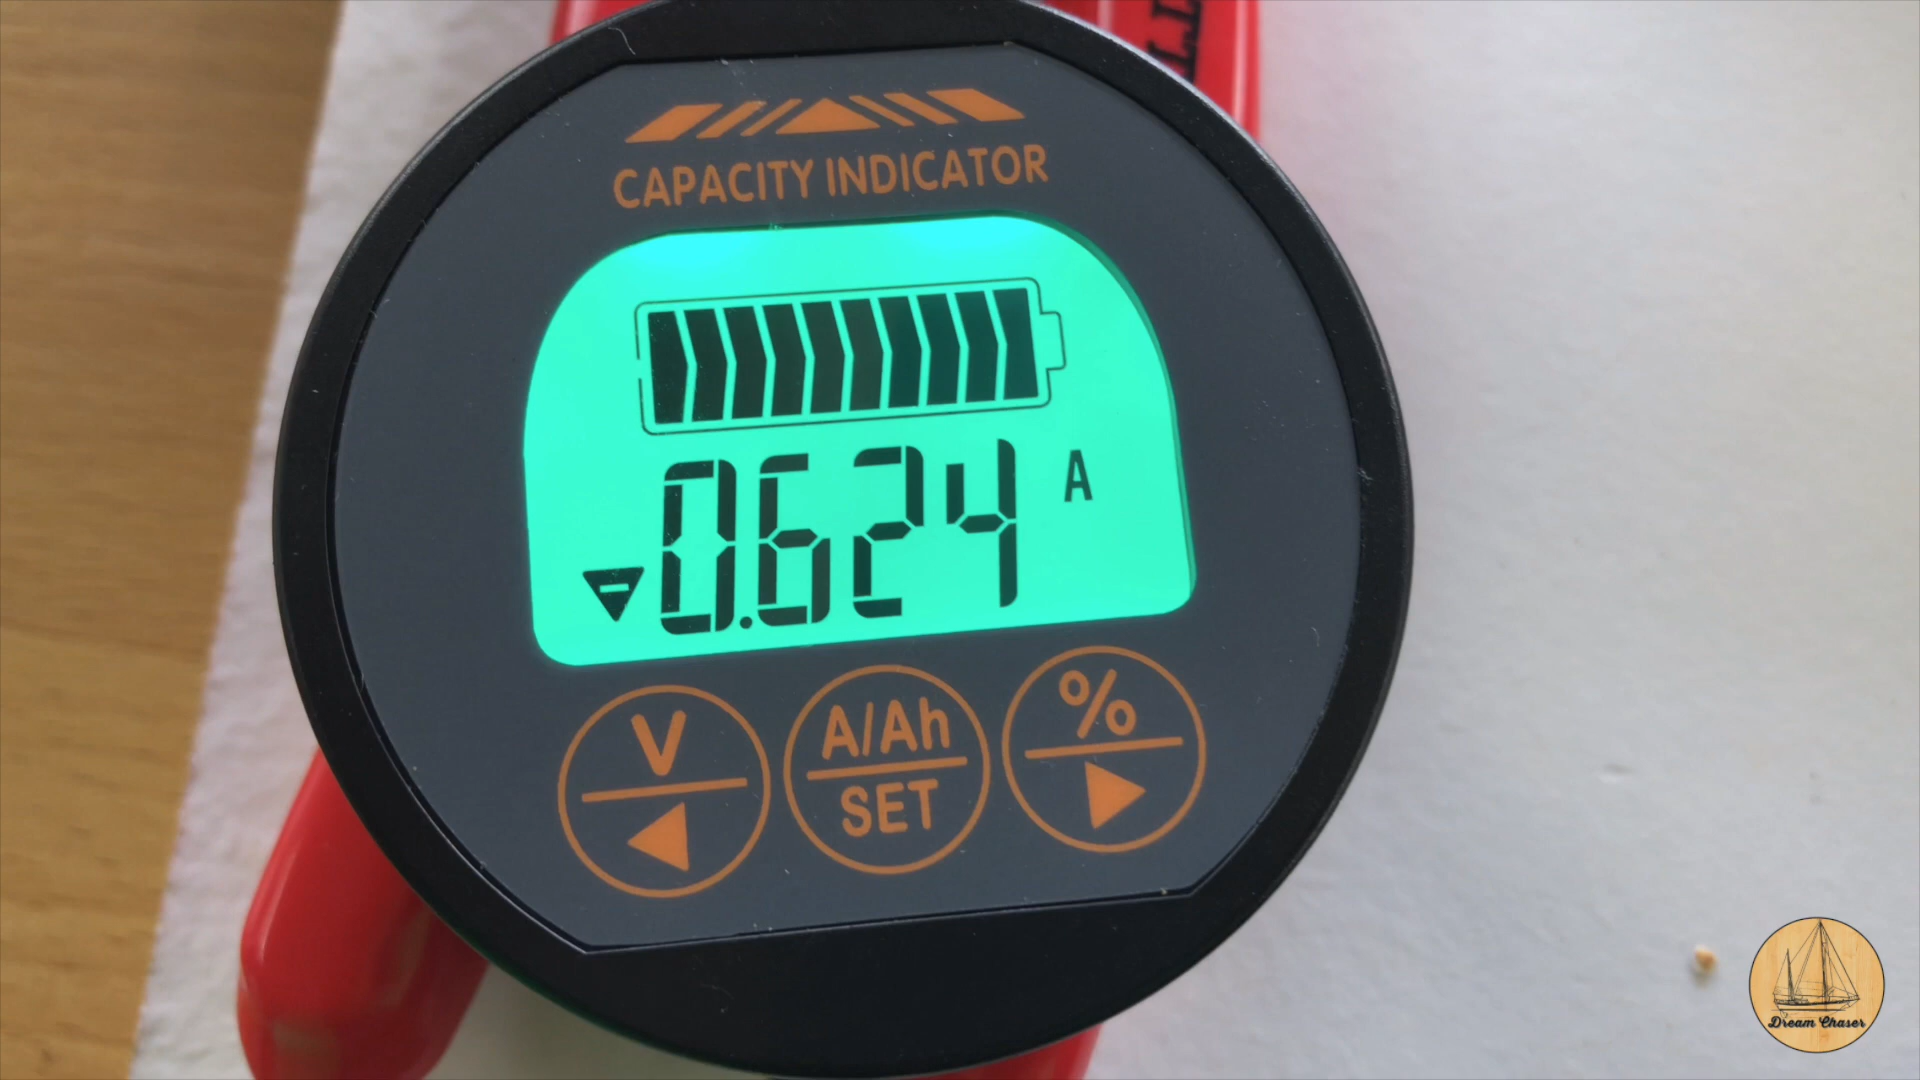 CAPACITY INDICATOR
0.624 A
V
A/Ah
SET
%
Dream Chaser